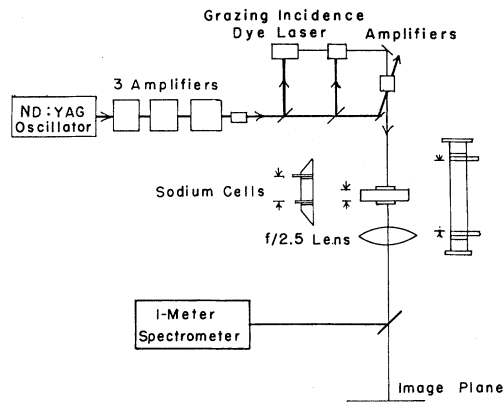 Grazing Incidence
Dye Laser
Amplifiers
3 Amplifiers
ND:YAG
Oscillator
Sodium Cells
f/2.5 Lens
1-Meter
Spectrometer
Image Plane